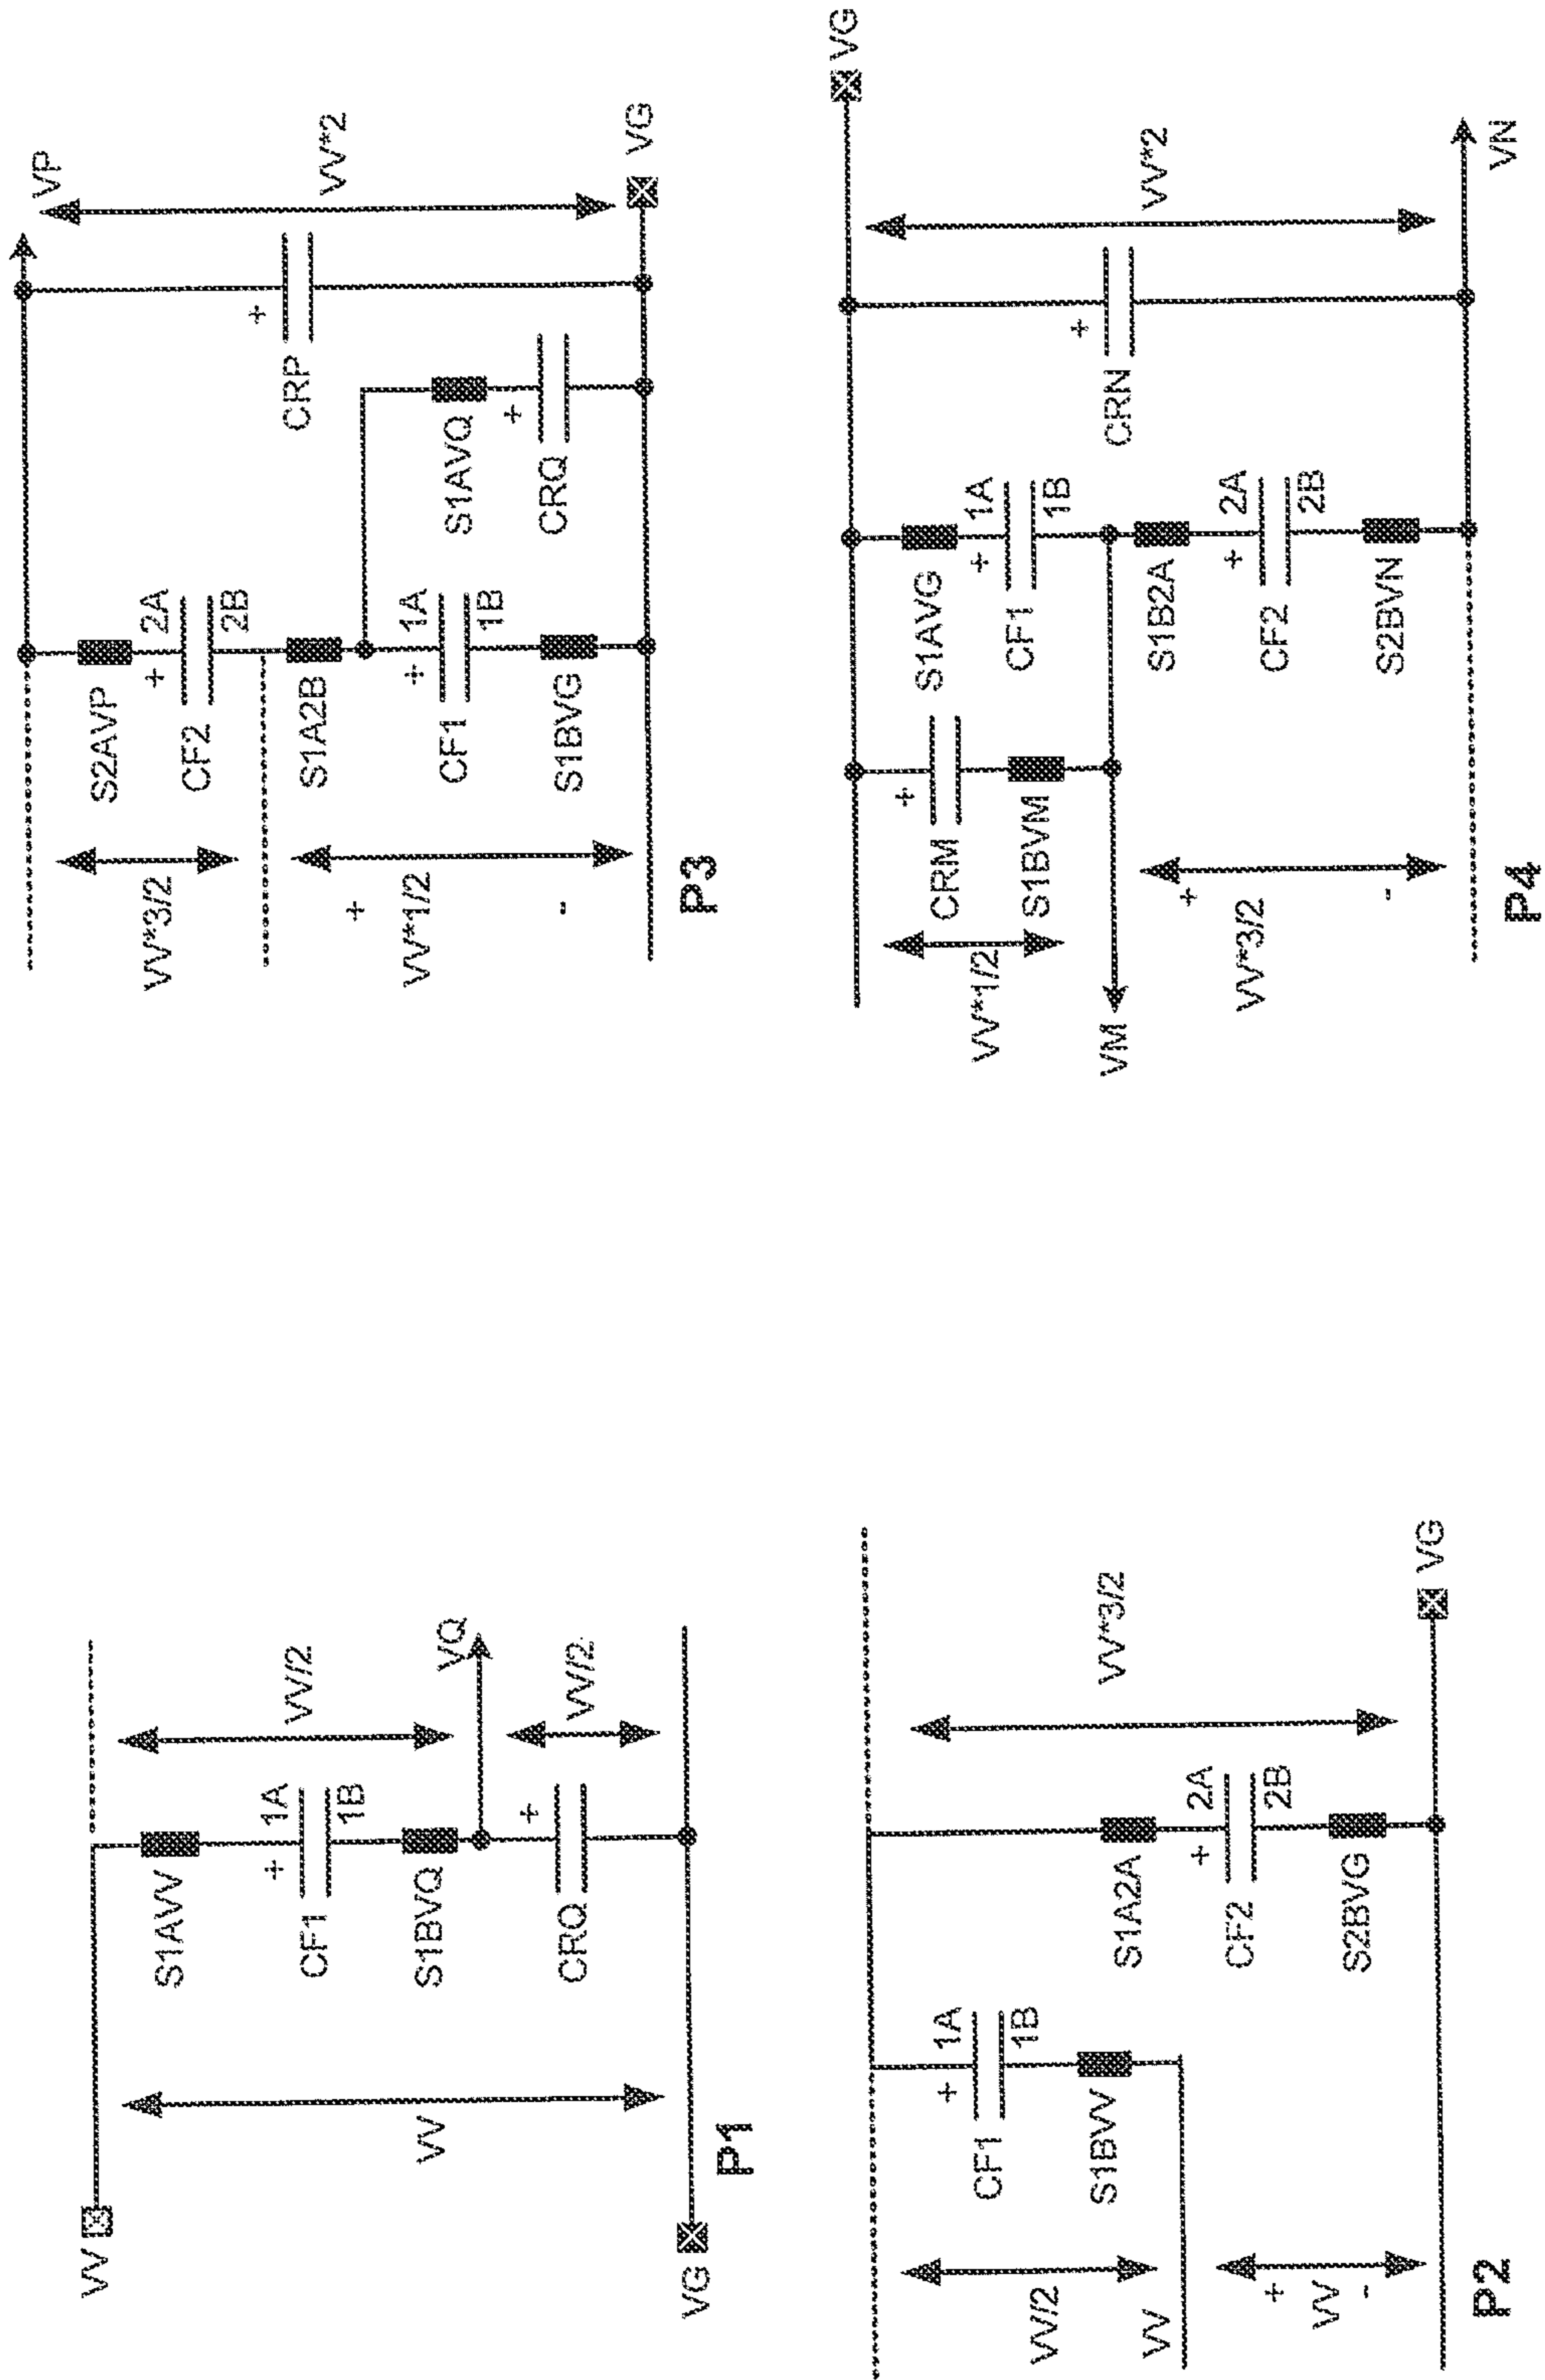 VP
S2AVP
+
2A
CF2
2B
VV*3/2
S1A2B
+
1A
CF1
1B
S1BVG
+
VV*1/2
-
S1AVQ
+
CRQ
+
CRP
VV*2
VG
P3
VG
S1AVG
+
1A
CF1
1B
+
CRM
S1BVM
VV*1/2
VM
S1B2A
+
2A
CF2
2B
S2BVN
+
VV*3/2
-
+
CRN
VV*2
VN
P4
VV
S1AVV
+
1A
CF1
1B
S1BVQ
VQ
+
CRQ
VV/2
VV/2
VV
VG
P1
+
1A
CF1
1B
S1BVV
VV/2
VV
+
VV
-
S1A2A
+
2A
CF2
2B
S2BVG
VV*3/2
VG
P2